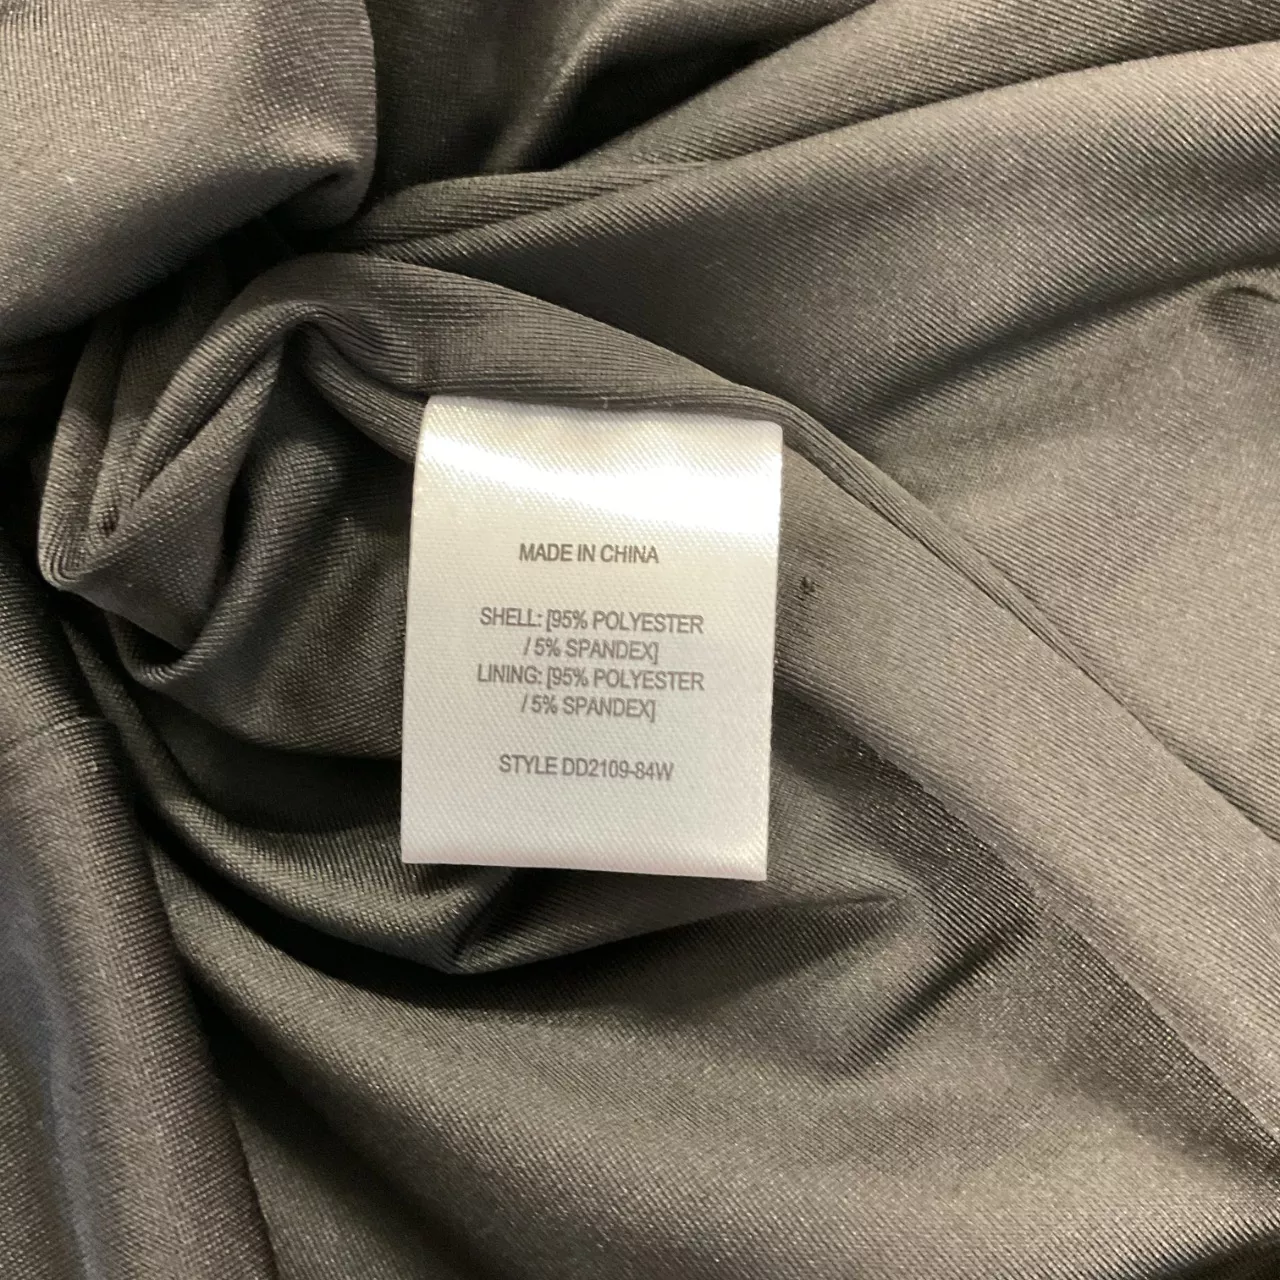 MADE IN CHINA
SHELL: [95% POLYESTER
/ 5% SPANDEX]
LINING: [95% POLYESTER
/ 5% SPANDEX]
STYLE DD2109-84W